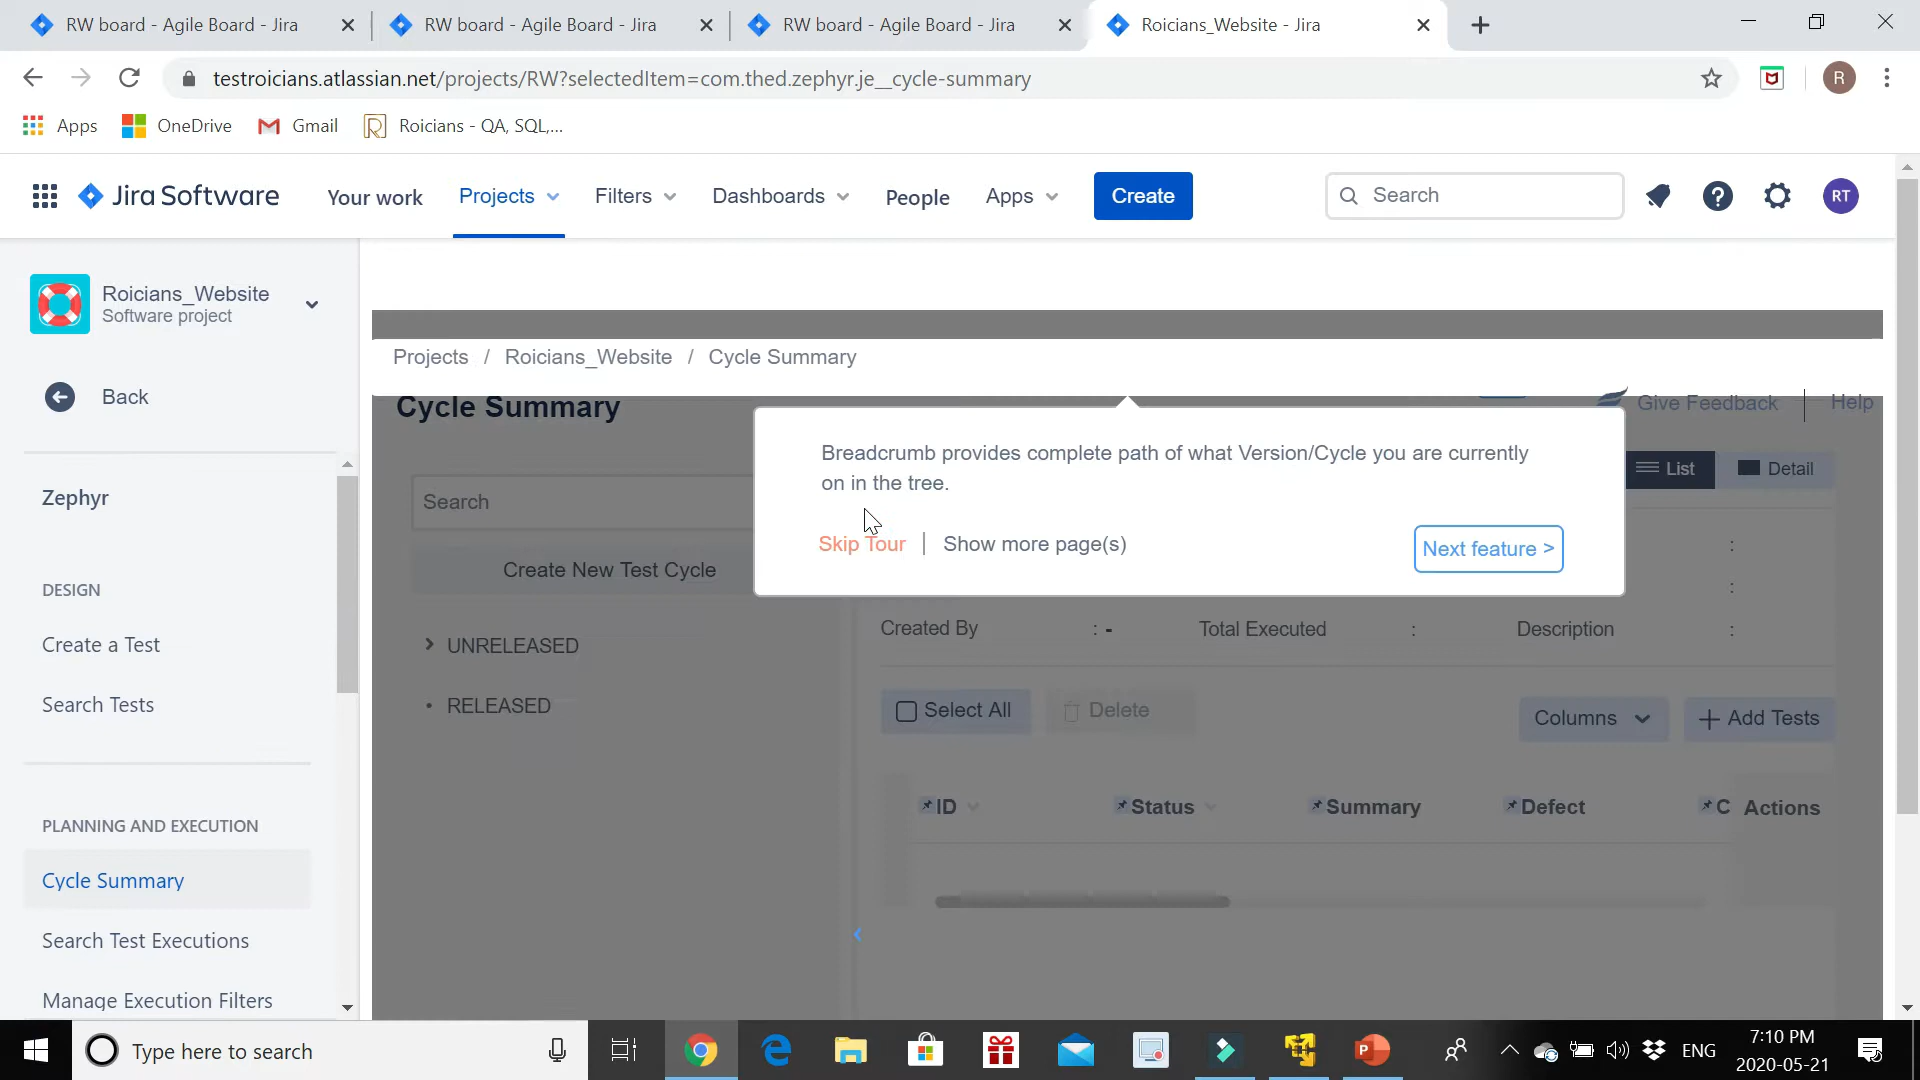 RW board - Agile Board - Jira
RW board - Agile Board - Jira
RW board - Agile Board - Jira
Roicians_Website - Jira
testroicians.atlassian.net/projects/RW?selectedItem=com.thed.zephyr.je__cycle-summary
R
Apps
OneDrive
Gmail
Roicians - QA, SQL,...
Jira Software
Your work
Projects
Filters
Dashboards
People
Apps
Create
Search
RT
Roicians_Website
Software project
Back
Zephyr
DESIGN
Create a Test
Search Tests
PLANNING AND EXECUTION
Cycle Summary
Search Test Executions
Manage Execution Filters
Projects / Roicians_Website / Cycle Summary
Cycle Summary
Give Feedback
Help
Breadcrumb provides complete path of what Version/Cycle you are currently
on in the tree.
Skip Tour | Show more page(s)
Next feature >
List
Detail
Search
Create New Test Cycle
UNRELEASED
RELEASED
:
:
Created By : -
Total Executed :
Description :
Select All
Delete
Columns
+ Add Tests
ID
Status
Summary
Defect
C
Actions
Type here to search
ENG
7:10 PM
2020-05-21